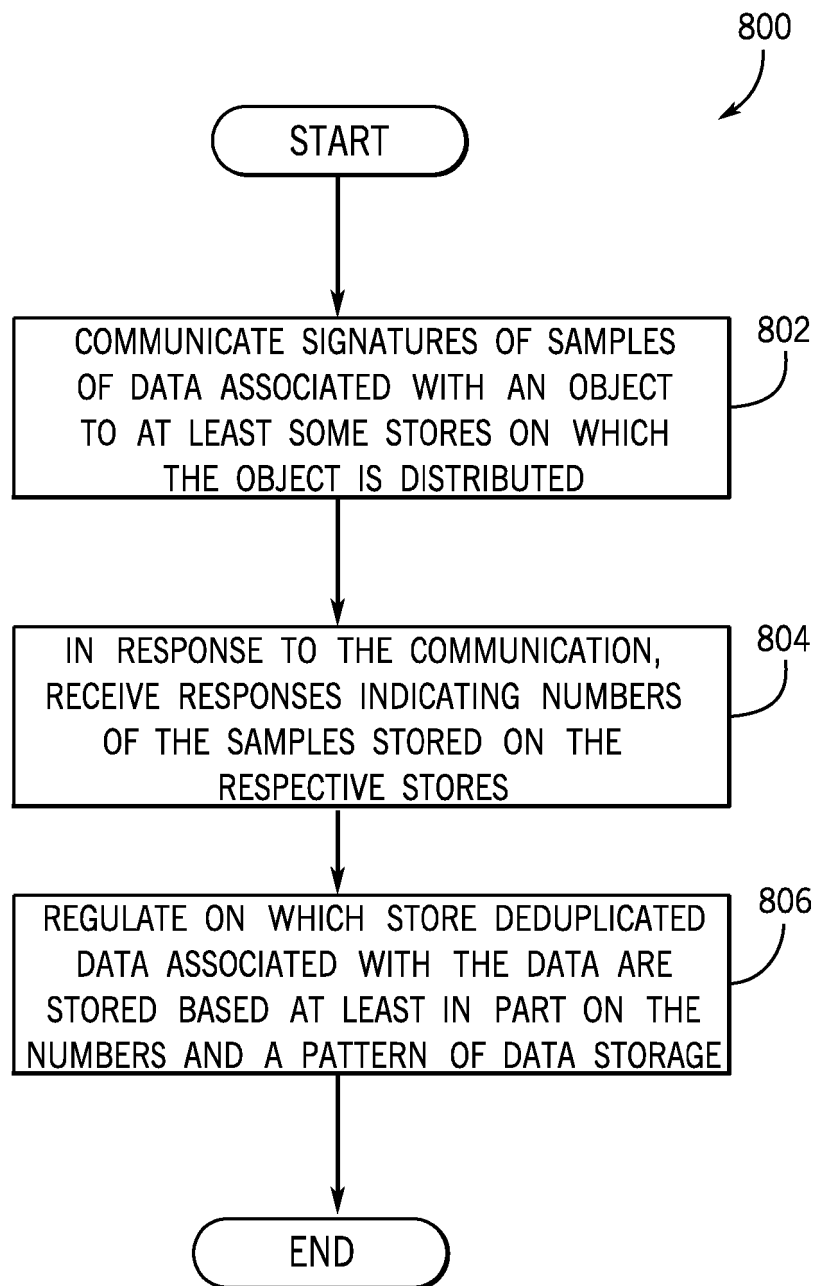 800
START
COMMUNICATE SIGNATURES OF SAMPLES
OF DATA ASSOCIATED WITH AN OBJECT
TO AT LEAST SOME STORES ON WHICH
THE OBJECT IS DISTRIBUTED
802
IN RESPONSE TO THE COMMUNICATION,
RECEIVE RESPONSES INDICATING NUMBERS
OF THE SAMPLES STORED ON THE
RESPECTIVE STORES
804
REGULATE ON WHICH STORE DEDUPLICATED
DATA ASSOCIATED WITH THE DATA ARE
STORED BASED AT LEAST IN PART ON THE
NUMBERS AND A PATTERN OF DATA STORAGE
806
END